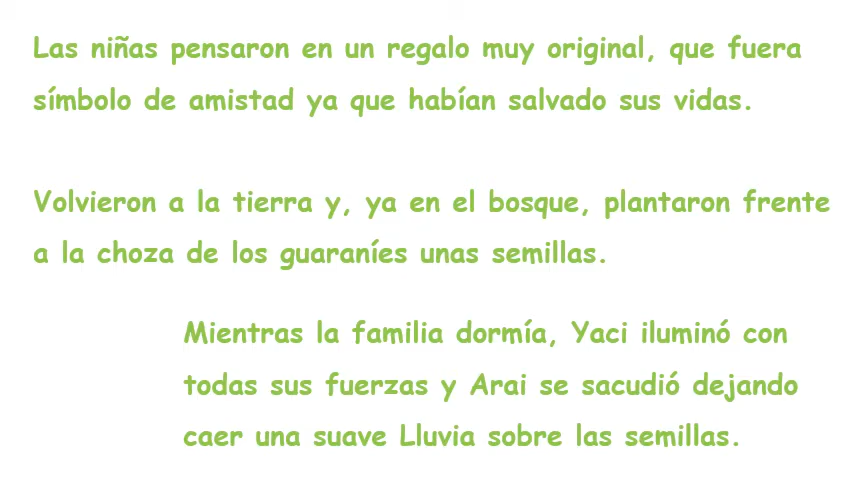 Las niñas pensaron en un regalo muy original, que fuera
símbolo de amistad ya que habían salvado sus vidas.
Volvieron a la tierra y, ya en el bosque, plantaron frente
a la choza de los guaraníes unas semillas.
Mientras la familia dormía, Yaci iluminó con
todas sus fuerzas y Arai se sacudió dejando
caer una suave Lluvia sobre las semillas.